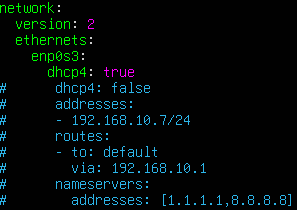 network:
  version: 2
  ethernets:
    enp0s3:
      dhcp4: true
#      dhcp4: false
#      addresses:
#      - 192.168.10.7/24
#      routes:
#      - to: default
#        via: 192.168.10.1
#      nameservers:
#        addresses: [1.1.1.1,8.8.8.8]